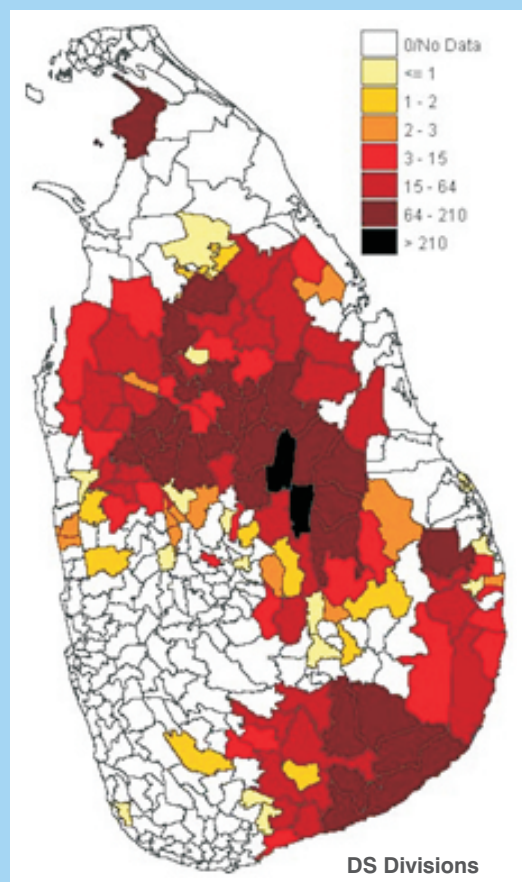 0/No Data
<= 1
1 - 2
2 - 3
3 - 15
15 - 64
64 - 210
> 210
DS Divisions